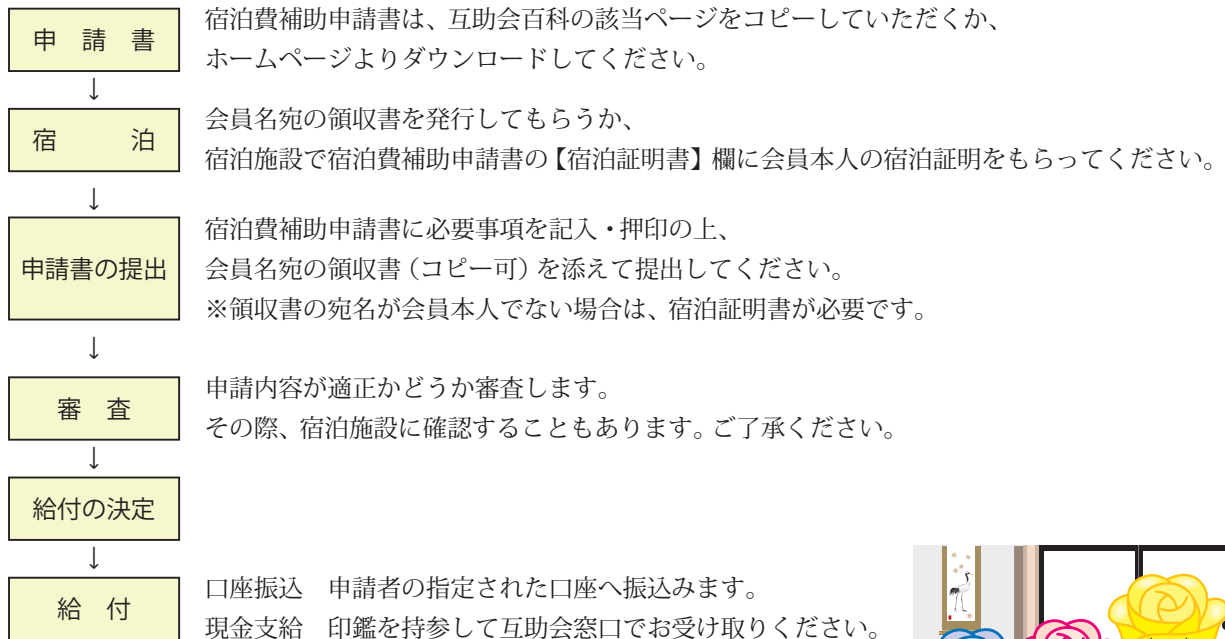 申請書
宿泊費補助申請書は、互助会百科の該当ページをコピーしていただくか、
ホームページよりダウンロードしてください。
↓
宿泊
会員名宛の領収書を発行してもらうか、
宿泊施設で宿泊費補助申請書の【宿泊証明書】欄に会員本人の宿泊証明をもらってください。
↓
申請書の提出
宿泊費補助申請書に必要事項を記入・押印の上、
会員名宛の領収書（コピー可）を添えて提出してください。
※領収書の宛名が会員本人でない場合は、宿泊証明書が必要です。
↓
審査
申請内容が適正かどうか審査します。
その際、宿泊施設に確認することもあります。ご了承ください。
↓
給付の決定
↓
給付
口座振込　申請者の指定された口座へ振込みます。
現金支給　印鑑を持参して互助会窓口でお受け取りください。